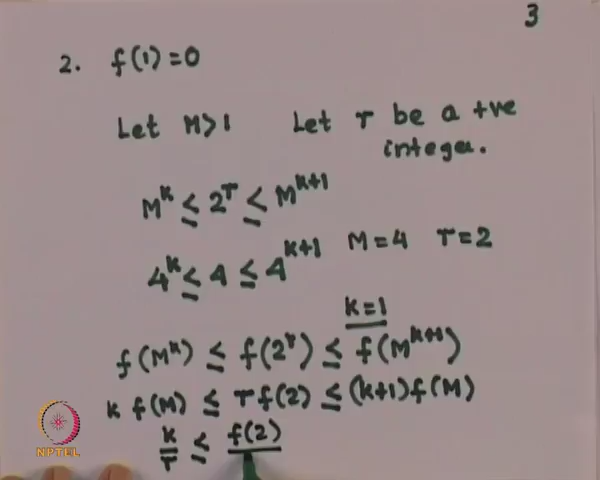 3
2. f(1) = 0
Let M > 1 Let r be a +ve
integer.
M^k ≤ 2^r ≤ M^{k+1}
4^k ≤ 4 ≤ 4^{k+1} M = 4 r = 2
k = 1
f(M^k) ≤ f(2^r) ≤ f(M^{k+1})
k f(M) ≤ r f(2) ≤ (k+1) f(M)
k/r ≤ f(2)/
NPTEL